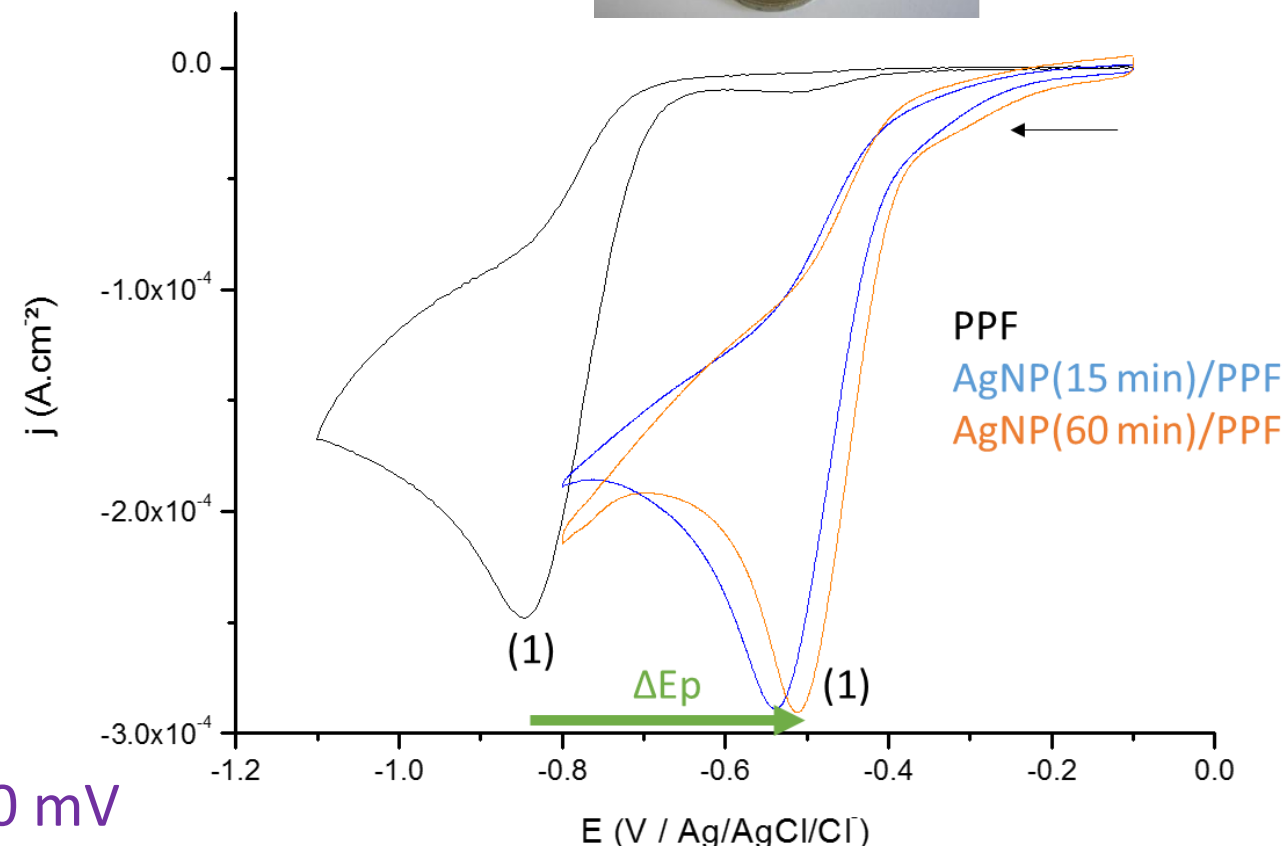 0.0
-1.0x10⁻⁴
-2.0x10⁻⁴
-3.0x10⁻⁴
j (A.cm⁻²)
PPF
AgNP(15 min)/PPF
AgNP(60 min)/PPF
(1)
ΔEp
(1)
-1.2 -1.0 -0.8 -0.6 -0.4 -0.2 0.0
0 mV
E (V / Ag/AgCl/Cl⁻)